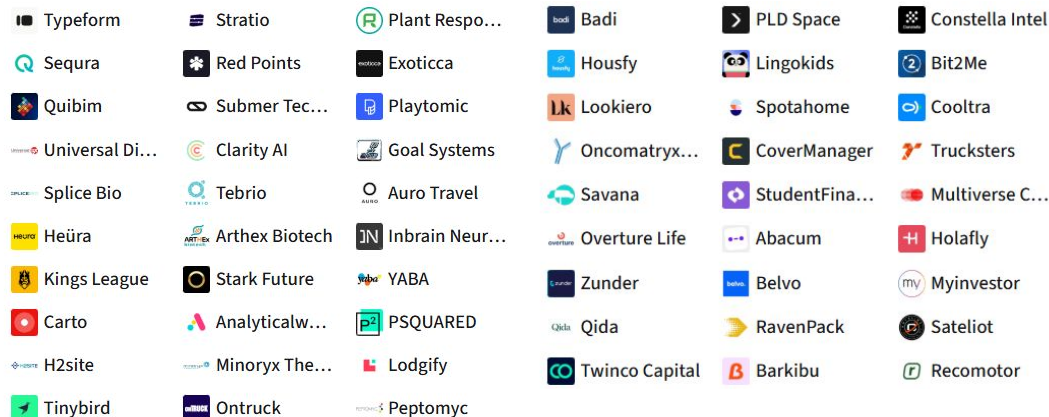 Typeform
Stratio
Plant Respo...
Badi
PLD Space
Constella Intel
Sequra
Red Points
Exoticca
Housfy
Lingokids
Bit2Me
Quibim
Submer Tec...
Playtomic
Lookiero
Spotahome
Cooltra
Universal Di...
Clarity AI
Goal Systems
Oncomatryx...
CoverManager
Trucksters
Splice Bio
Tebrio
Auro Travel
Savana
StudentFina...
Multiverse C...
Heüra
Arthex Biotech
Inbrain Neur...
Overture Life
Abacum
Holafly
Kings League
Stark Future
YABA
Zunder
Belvo
Myinvestor
Carto
Analyticalw...
PSQUARED
Qida
RavenPack
Sateliot
H2site
Minoryx The...
Lodgify
Twinco Capital
Barkibu
Recomotor
Tinybird
Ontruck
Peptomyc